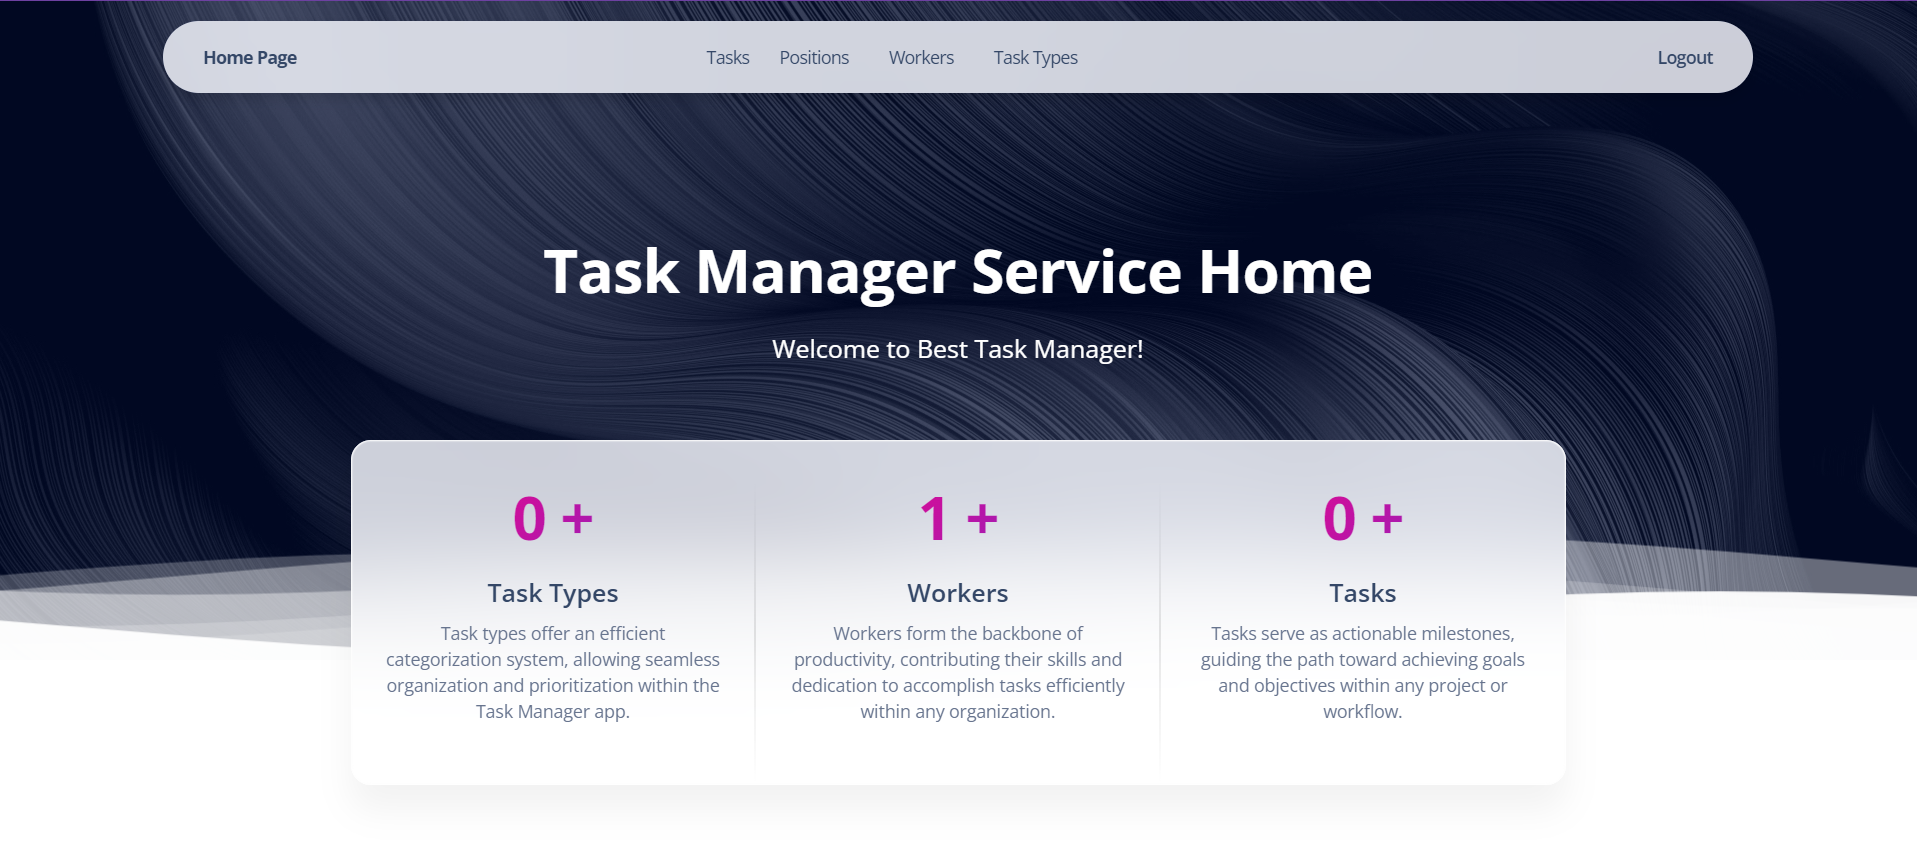 Home Page Tasks Positions Workers Task Types Logout
Task Manager Service Home
Welcome to Best Task Manager!
0 +
Task Types
Task types offer an efficient
categorization system, allowing seamless
organization and prioritization within the
Task Manager app.
1 +
Workers
Workers form the backbone of
productivity, contributing their skills and
dedication to accomplish tasks efficiently
within any organization.
0 +
Tasks
Tasks serve as actionable milestones,
guiding the path toward achieving goals
and objectives within any project or
workflow.